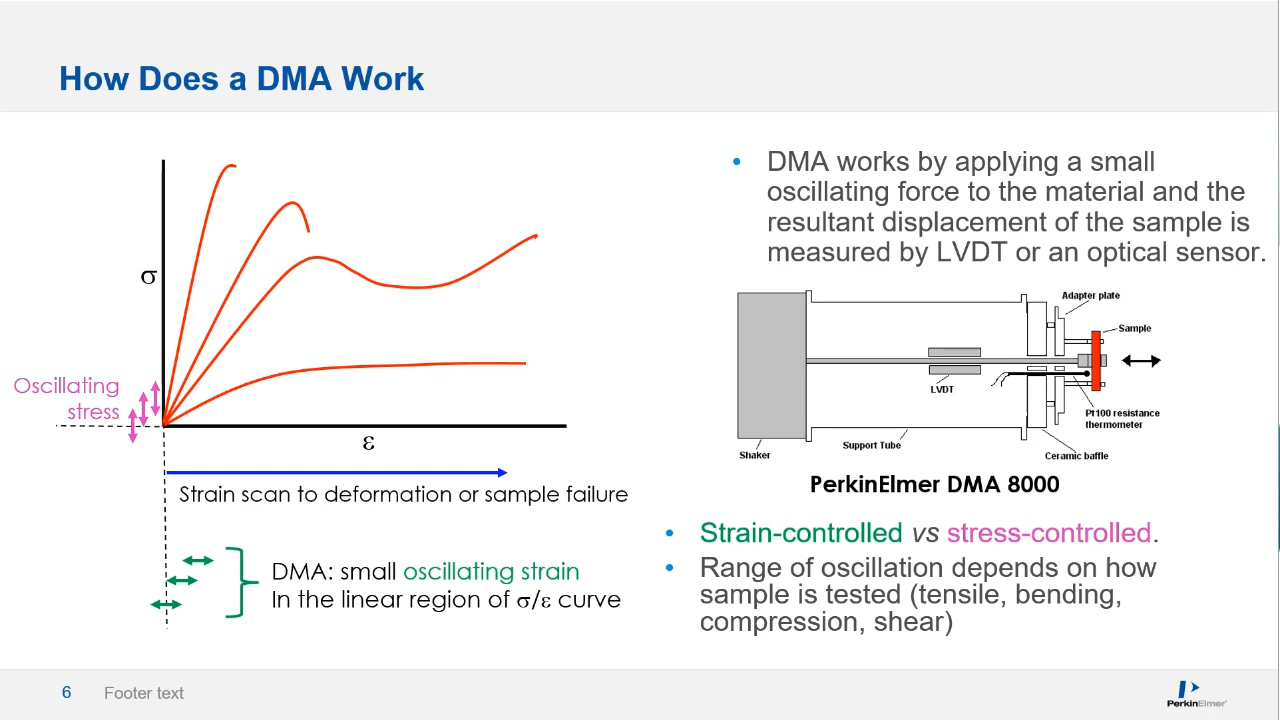 How Does a DMA Work
σ
Oscillating
stress
ε
Strain scan to deformation or sample failure
DMA: small oscillating strain
In the linear region of σ/ε curve
• DMA works by applying a small
oscillating force to the material and the
resultant displacement of the sample is
measured by LVDT or an optical sensor.
Adapter plate
Sample
LVDT
Pt100 resistance
thermometer
Support Tube
Shaker
Ceramic baffle
PerkinElmer DMA 8000
• Strain-controlled vs stress-controlled.
• Range of oscillation depends on how
sample is tested (tensile, bending,
compression, shear)
6 Footer text
PerkinElmer